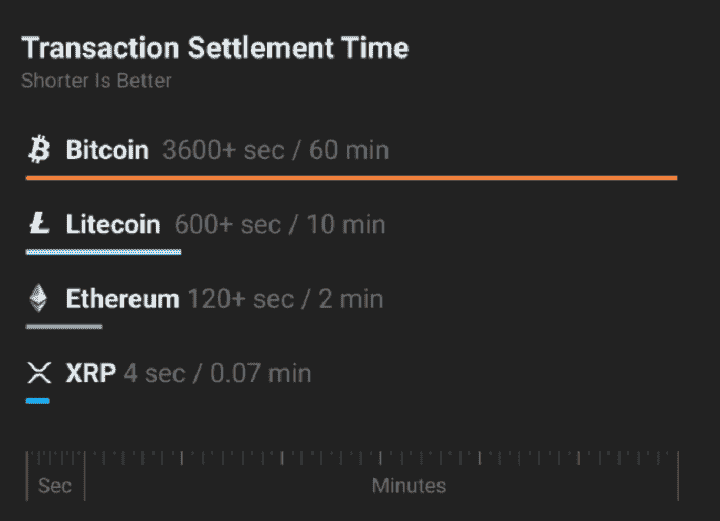 Transaction Settlement Time
Shorter Is Better
Bitcoin 3600+ sec / 60 min
Litecoin 600+ sec / 10 min
Ethereum 120+ sec / 2 min
XRP 4 sec / 0.07 min
Sec Minutes